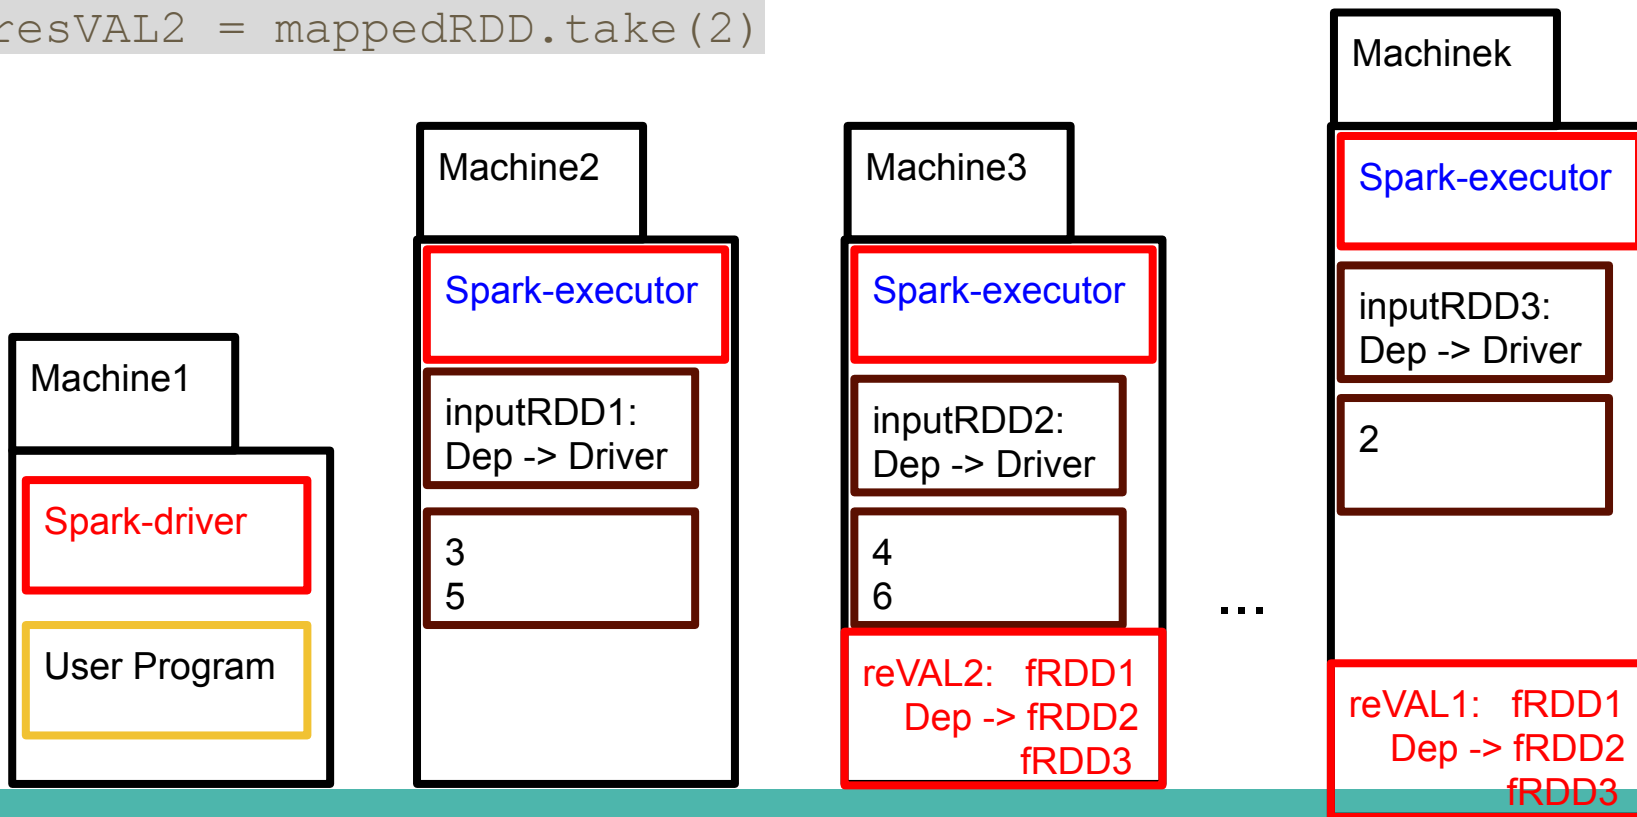 resVAL2 = mappedRDD.take(2)
Machine1
Spark-driver
User Program
Machine2
Spark-executor
inputRDD1:
Dep -> Driver
3
5
Machine3
Spark-executor
inputRDD2:
Dep -> Driver
4
6
reVAL2: fRDD1
Dep -> fRDD2
fRDD3
...
Machinek
Spark-executor
inputRDD3:
Dep -> Driver
2
reVAL1: fRDD1
Dep -> fRDD2
fRDD3